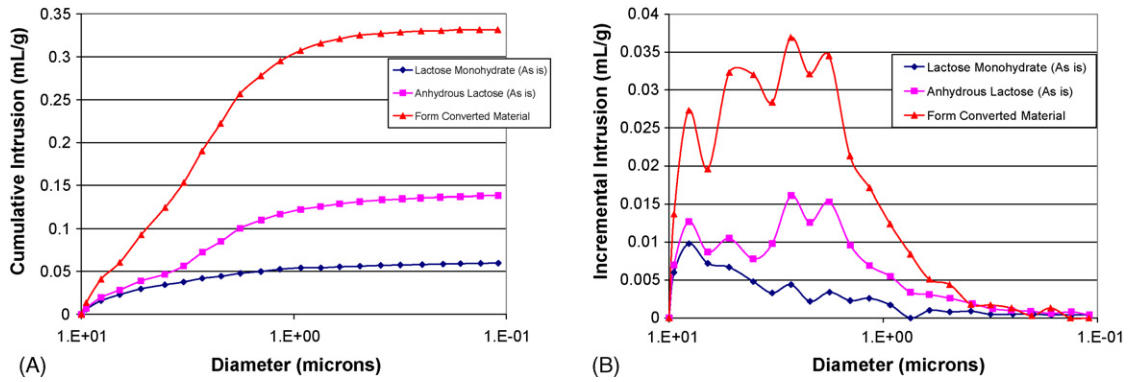 0.35
0.3
0.25
0.2
0.15
0.1
0.05
0
Cumulative Intrusion (mL/g)
Lactose Monohydrate (As is)
Anhydrous Lactose (As is)
Form Converted Material
1.E+01
1.E+00
1.E-01
Diameter (microns)
(A)
0.04
0.035
0.03
0.025
0.02
0.015
0.01
0.005
0
Incremental Intrusion (mL/g)
Lactose Monohydrate (As is)
Anhydrous Lactose (As is)
Form Converted Material
1.E+01
1.E+00
1.E-01
Diameter (microns)
(B)